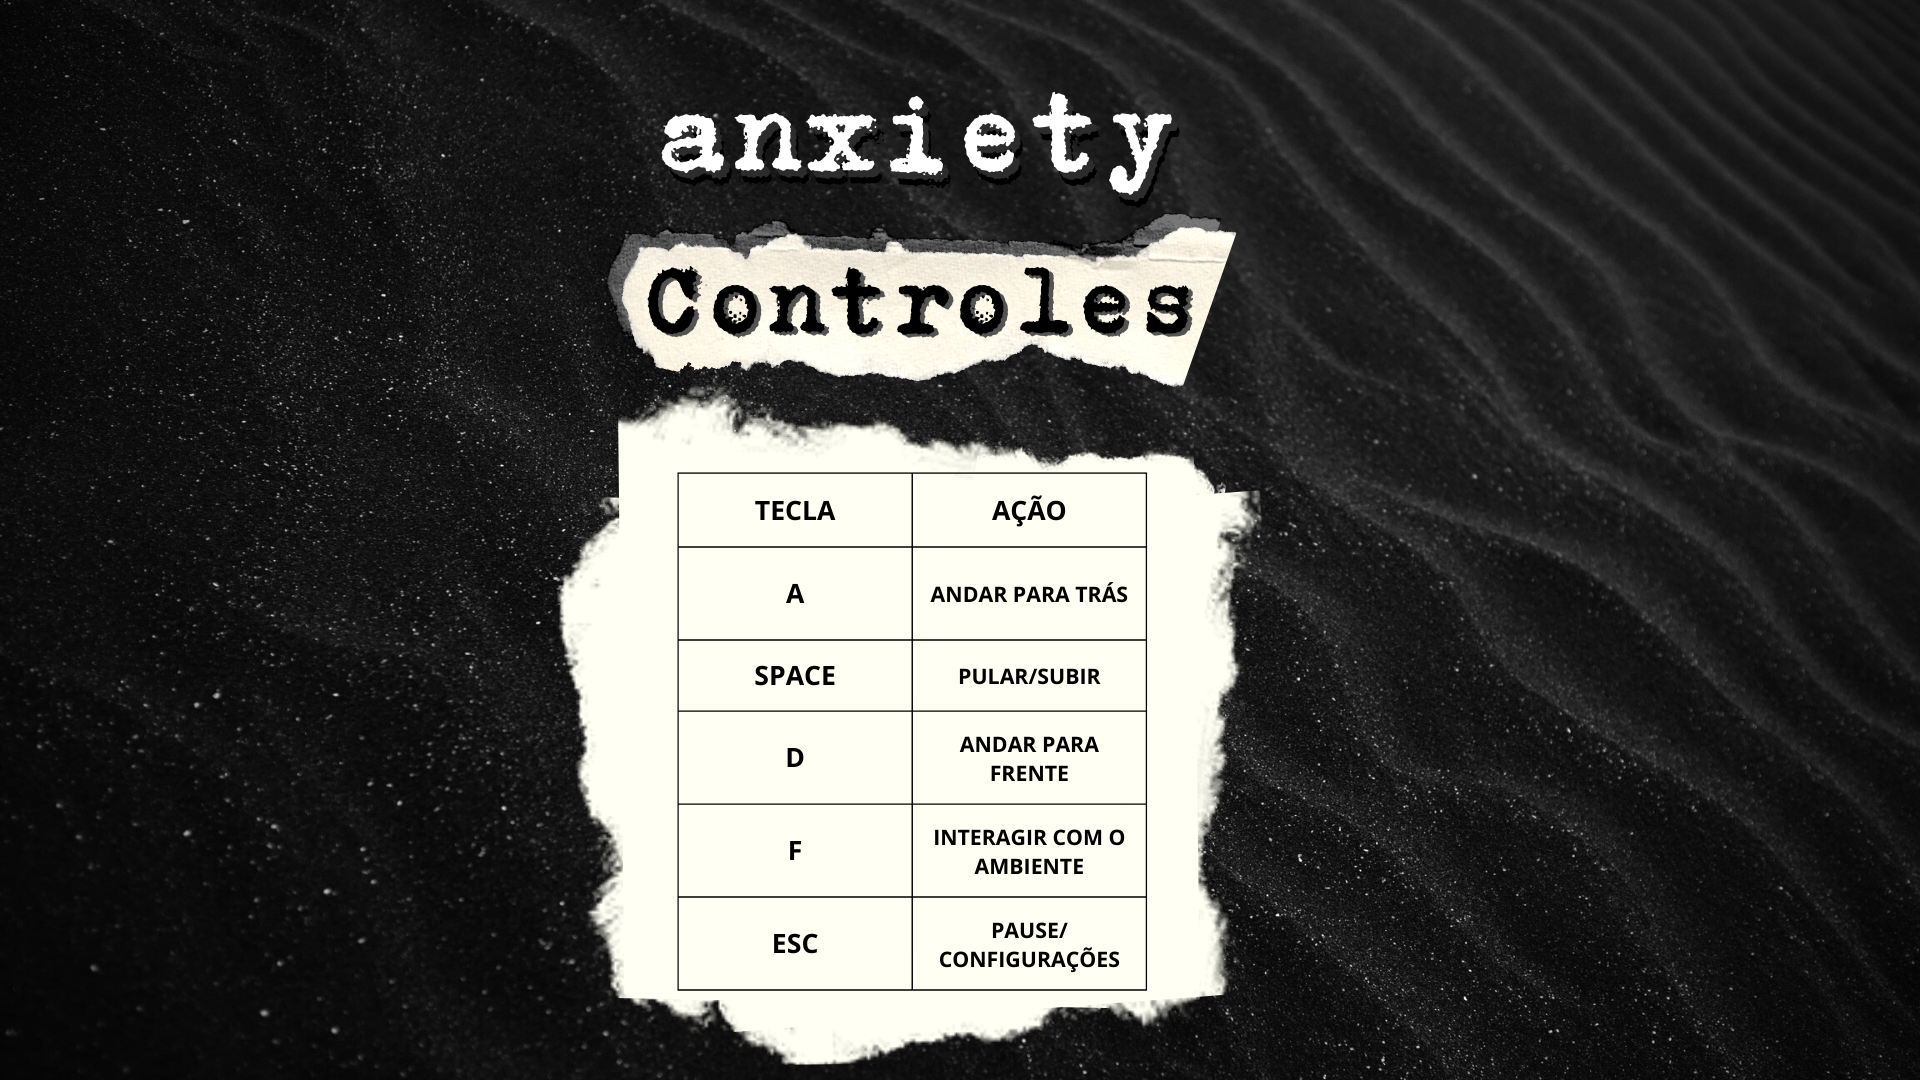 anxiety
Controles
TECLA AÇÃO
A ANDAR PARA TRÁS
SPACE PULAR/SUBIR
D ANDAR PARA
FRENTE
F INTERAGIR COM O
AMBIENTE
ESC PAUSE/
CONFIGURAÇÕES